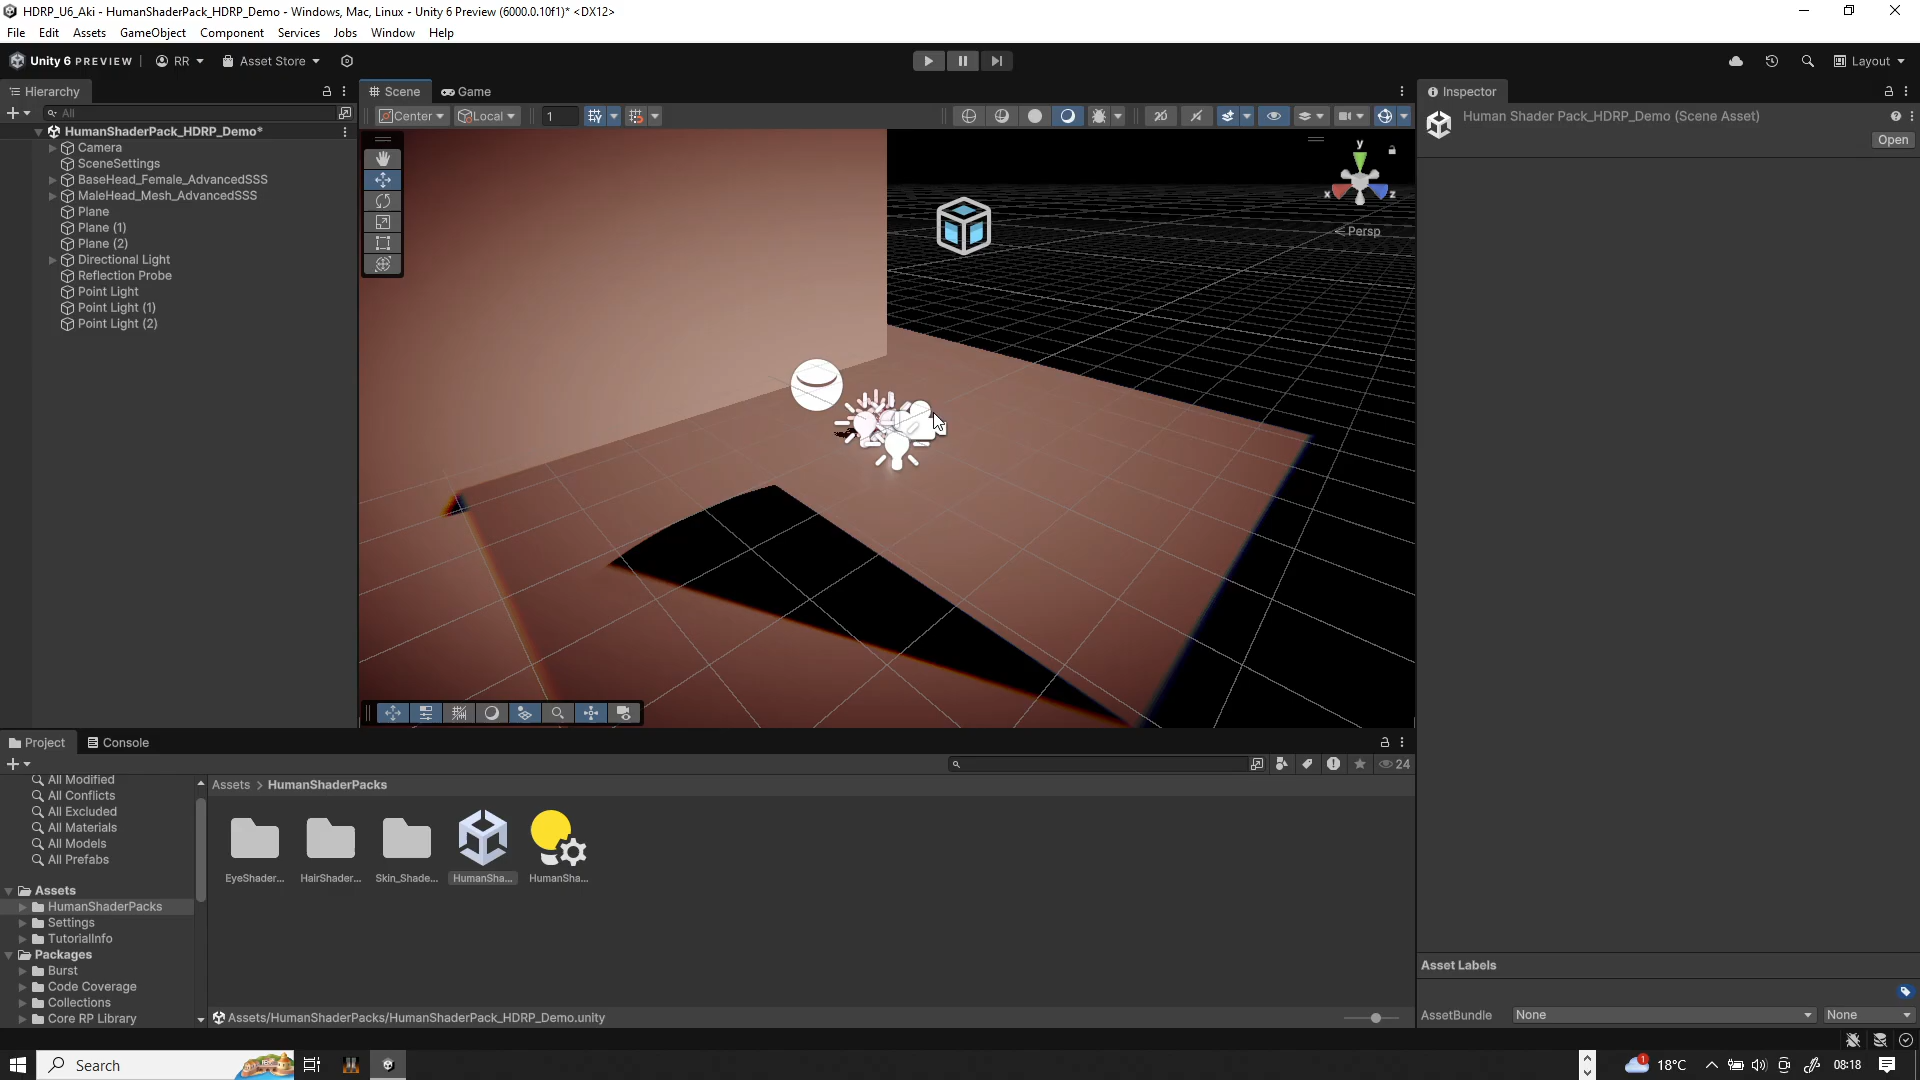 HDRP_U6_Aki - HumanShaderPack_HDRP_Demo - Windows, Mac, Linux - Unity 6 Preview (6000.0.10f1)* <DX12>
File Edit Assets GameObject Component Services Jobs Window Help
Unity 6 PREVIEW RR Asset Store Layout
Hierarchy Scene Game Inspector
All Center Local 1 2D Human Shader Pack_HDRP_Demo (Scene Asset)
Open
HumanShaderPack_HDRP_Demo*
Camera
SceneSettings
BaseHead_Female_AdvancedSSS
MaleHead_Mesh_AdvancedSSS
Plane
Plane (1)
Plane (2)
Directional Light
Reflection Probe
Point Light
Point Light (1)
Point Light (2)
y
x z
< Persp
Project Console
24
All Modified
All Conflicts
All Excluded
All Materials
All Models
All Prefabs
Assets
HumanShaderPacks
Settings
TutorialInfo
Packages
Burst
Code Coverage
Collections
Core RP Library
Assets > HumanShaderPacks
EyeShader... HairShader... Skin_Shade... HumanSha... HumanSha...
Assets/HumanShaderPacks/HumanShaderPack_HDRP_Demo.unity
Asset Labels
AssetBundle None None
Search 1 18°C 08:18